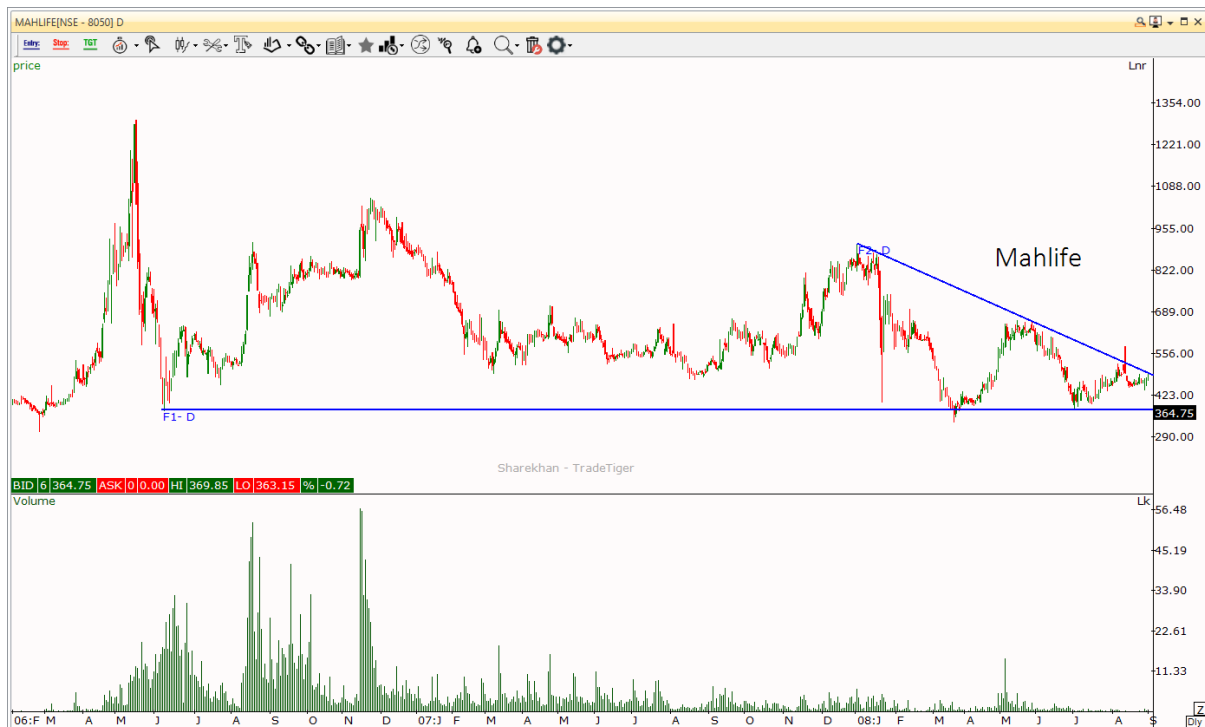 MAHLIFE[NSE - 8050] D
Entry: Stop: TGT
price Lnr
1354.00
1221.00
1088.00
955.00
F2- D
Mahlife
822.00
689.00
556.00
423.00
364.75
F1- D
290.00
Sharekhan - TradeTiger
BID 6 364.75 ASK 0 0.00 HI 369.85 LO 363.15 % -0.72
Volume Lk
56.48
45.19
33.90
22.61
11.33
Z
06:F M A M J J A S O N D 07:J F M A M J J A S O N D 08:J F M A M J J A S
Dly